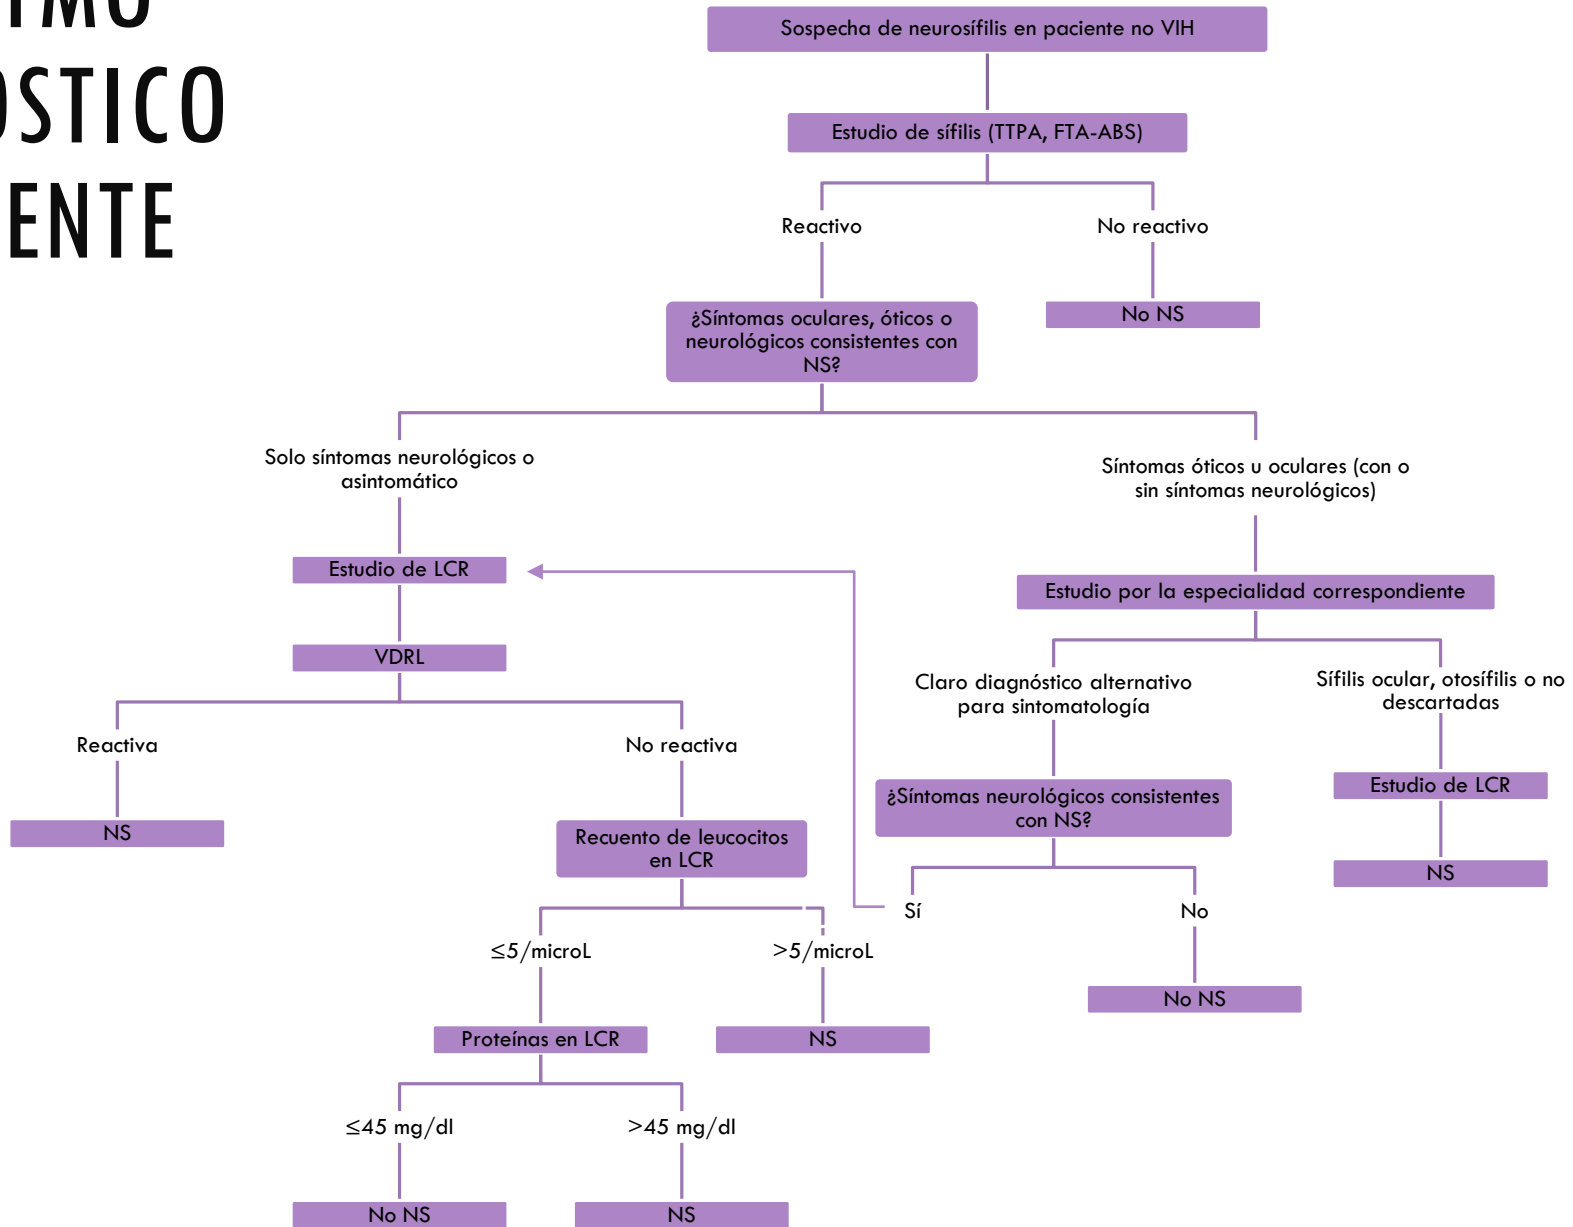 TMO
OSTICO
ENTE
Sospecha de neurosífilis en paciente no VIH
Estudio de sífilis (TTPA, FTA-ABS)
Reactivo
No reactivo
¿Síntomas oculares, óticos o
neurológicos consistentes con
NS?
No NS
Solo síntomas neurológicos o
asintomático
Síntomas óticos u oculares (con o
sin síntomas neurológicos)
Estudio de LCR
Estudio por la especialidad correspondiente
VDRL
Claro diagnóstico alternativo
para sintomatología
Sífilis ocular, otosífilis o no
descartadas
Reactiva
No reactiva
¿Síntomas neurológicos consistentes
con NS?
Estudio de LCR
NS
Recuento de leucocitos
en LCR
NS
Sí
No
≤5/microL
>5/microL
No NS
Proteínas en LCR
NS
≤45 mg/dl
>45 mg/dl
No NS
NS